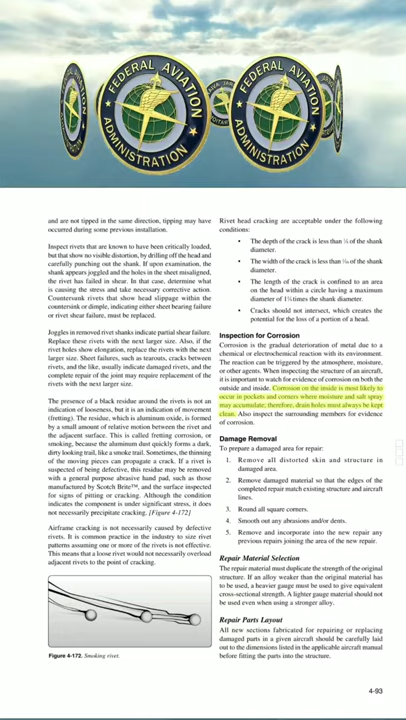 FEDERAL AVIATION
ADMINISTRATION
FEDERAL AVIATION
ADMINISTRATION
and are not tipped in the same direction, tipping may have
occurred during some previous installation.
Inspect rivets that are known to have been critically loaded,
but that show no visible distortion, by drilling off the head and
carefully punching out the shank. If upon examination, the
shank appears joggled and the holes in the sheet misaligned,
the rivet has failed in shear. In that case, determine what
is causing the stress and take necessary corrective action.
Countersunk rivets that show head slippage within the
countersink or dimple, indicating either sheet bearing failure
or rivet shear failure, must be replaced.
Joggles in removed rivet shanks indicate partial shear failure.
Replace these rivets with the next larger size. Also, if the
rivet holes show elongation, replace the rivets with the next
larger size. Sheet failures, such as tearouts, cracks between
rivets, and the like, usually indicate damaged rivets, and the
complete repair of the joint may require replacement of the
rivets with the next larger size.
The presence of a black residue around the rivets is not an
indication of looseness, but it is an indication of movement
(fretting). The residue, which is aluminum oxide, is formed
by a small amount of relative motion between the rivet and
the adjacent surface. This is called fretting corrosion, or
smoking, because the aluminum dust quickly forms a dark,
dirty looking trail, like a smoke trail. Sometimes, the thinning
of the moving pieces can propagate a crack. If a rivet is
suspected of being defective, this residue may be removed
with a general purpose abrasive hand pad, such as those
manufactured by Scotch Brite™, and the surface inspected
for signs of pitting or cracking. Although the condition
indicates the component is under significant stress, it does
not necessarily precipitate cracking. [Figure 4-172]
Airframe cracking is not necessarily caused by defective
rivets. It is common practice in the industry to size rivet
patterns assuming one or more of the rivets is not effective.
This means that a loose rivet would not necessarily overload
adjacent rivets to the point of cracking.
Figure 4-172. Smoking rivet.
Rivet head cracking are acceptable under the following
conditions:
• The depth of the crack is less than ⅛ of the shank
diameter.
• The width of the crack is less than 1⁄16 of the shank
diameter.
• The length of the crack is confined to an area
on the head within a circle having a maximum
diameter of 1¼ times the shank diameter.
• Cracks should not intersect, which creates the
potential for the loss of a portion of a head.
Inspection for Corrosion
Corrosion is the gradual deterioration of metal due to a
chemical or electrochemical reaction with its environment.
The reaction can be triggered by the atmosphere, moisture,
or other agents. When inspecting the structure of an aircraft,
it is important to watch for evidence of corrosion on both the
outside and inside. Corrosion on the inside is most likely to
occur in pockets and corners where moisture and salt spray
may accumulate; therefore, drain holes must always be kept
clean. Also inspect the surrounding members for evidence
of corrosion.
Damage Removal
To prepare a damaged area for repair:
1. Remove all distorted skin and structure in
damaged area.
2. Remove damaged material so that the edges of the
completed repair match existing structure and aircraft
lines.
3. Round all square corners.
4. Smooth out any abrasions and/or dents.
5. Remove and incorporate into the new repair any
previous repairs joining the area of the new repair.
Repair Material Selection
The repair material must duplicate the strength of the original
structure. If an alloy weaker than the original material has
to be used, a heavier gauge must be used to give equivalent
cross-sectional strength. A lighter gauge material should not
be used even when using a stronger alloy.
Repair Parts Layout
All new sections fabricated for repairing or replacing
damaged parts in a given aircraft should be carefully laid
out to the dimensions listed in the applicable aircraft manual
before fitting the parts into the structure.
4-93